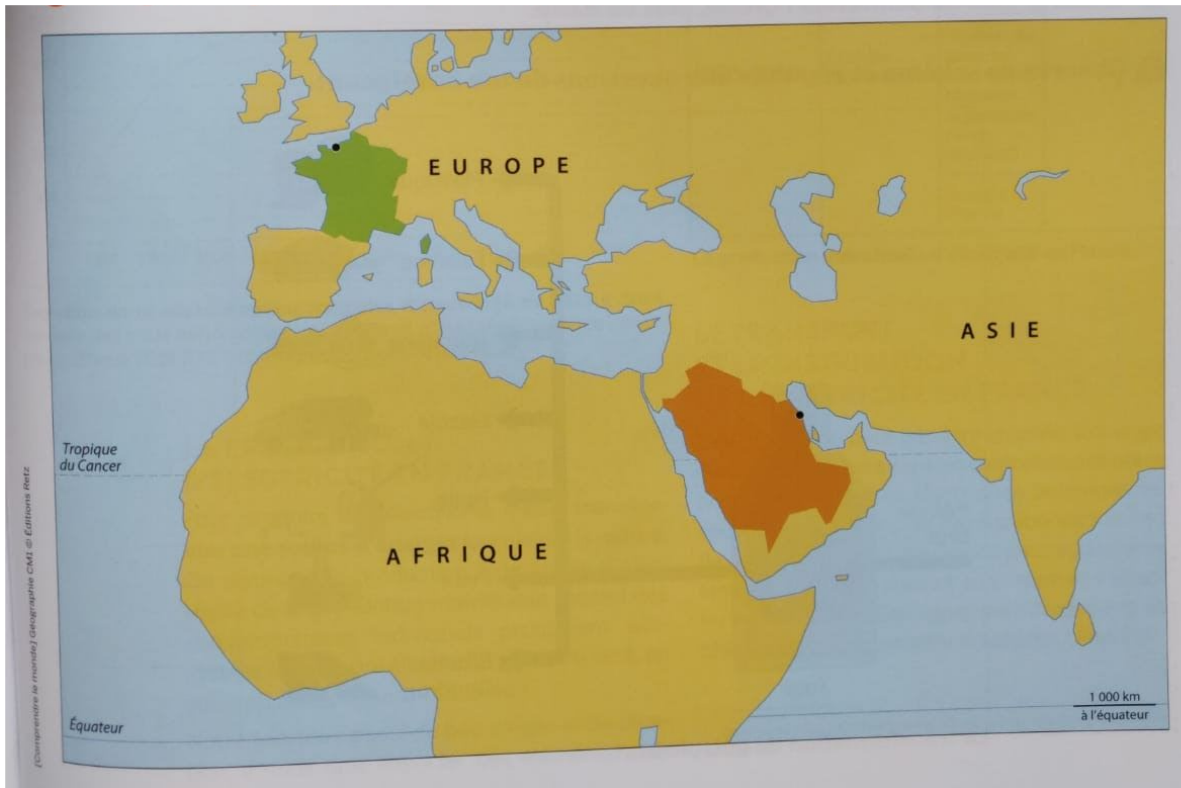 EUROPE
ASIE
Tropique
du Cancer
AFRIQUE
Équateur
1 000 km
à l'équateur
[Comprendre le monde] Géographie CM1 © Éditions Retz